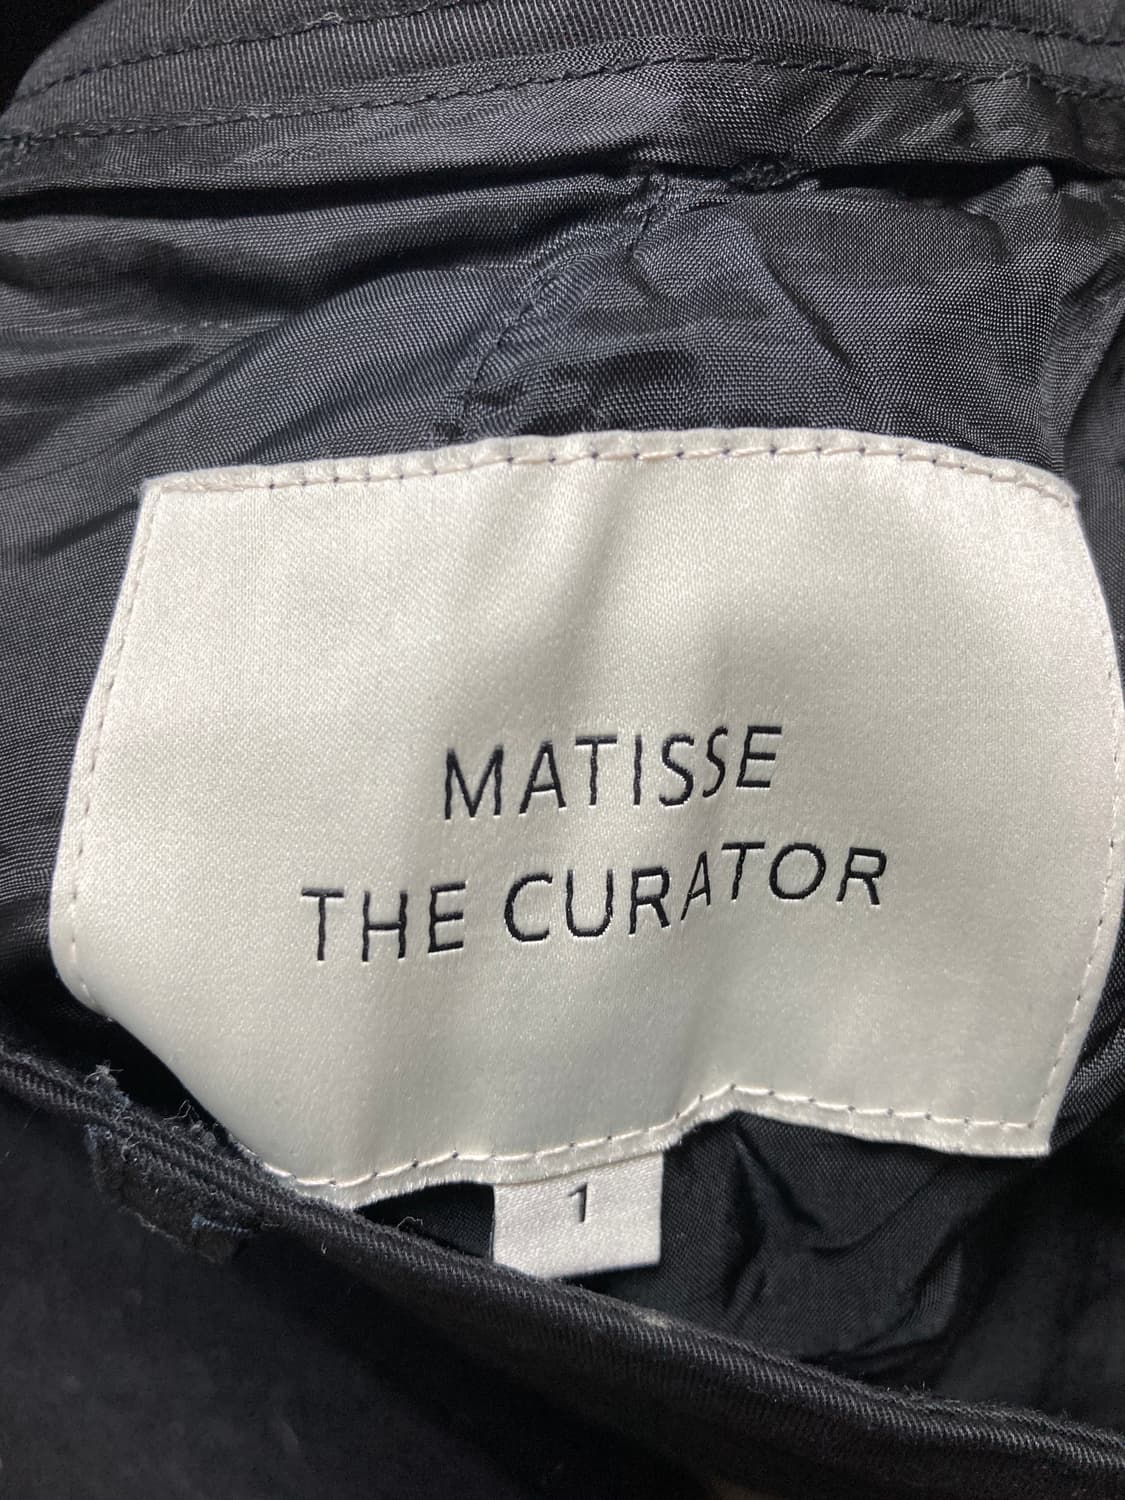 MATISSE
THE CURATOR
1